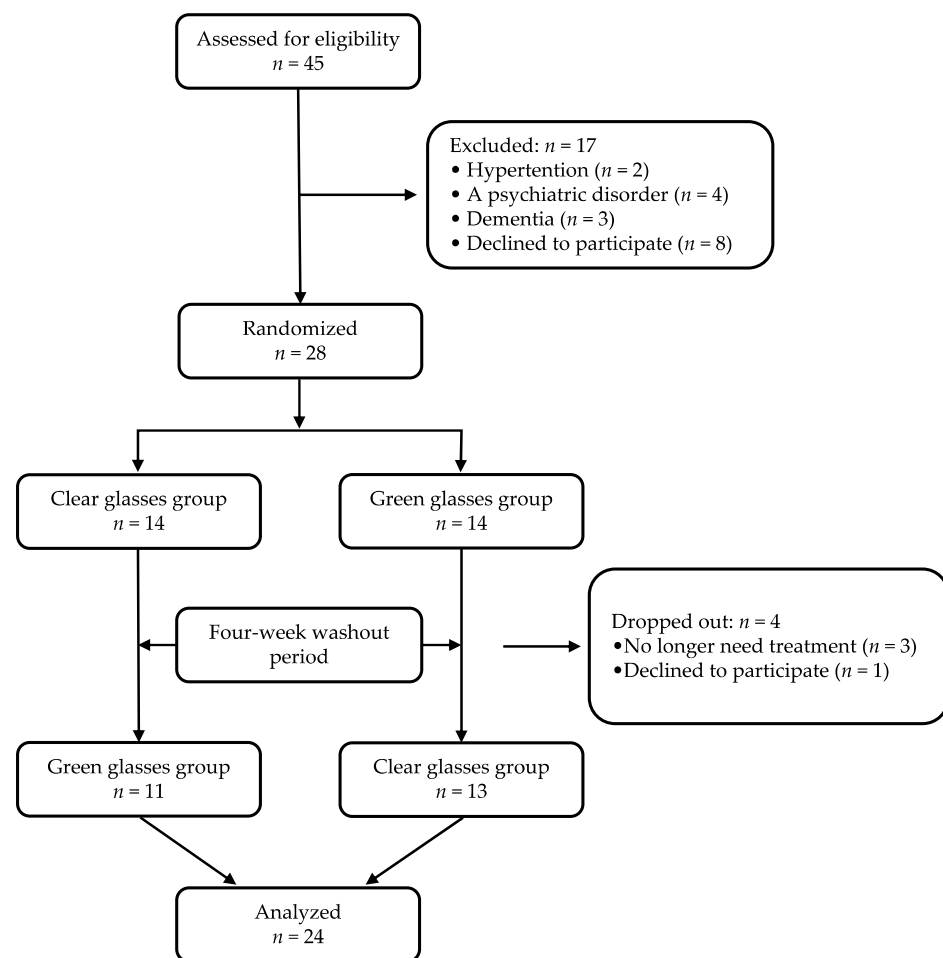 Assessed for eligibility
n = 45
Excluded: n = 17
• Hypertention (n = 2)
• A psychiatric disorder (n = 4)
• Dementia (n = 3)
• Declined to participate (n = 8)
Randomized
n = 28
Clear glasses group
n = 14
Green glasses group
n = 14
Four-week washout
period
Dropped out: n = 4
•No longer need treatment (n = 3)
•Declined to participate (n = 1)
Green glasses group
n = 11
Clear glasses group
n = 13
Analyzed
n = 24